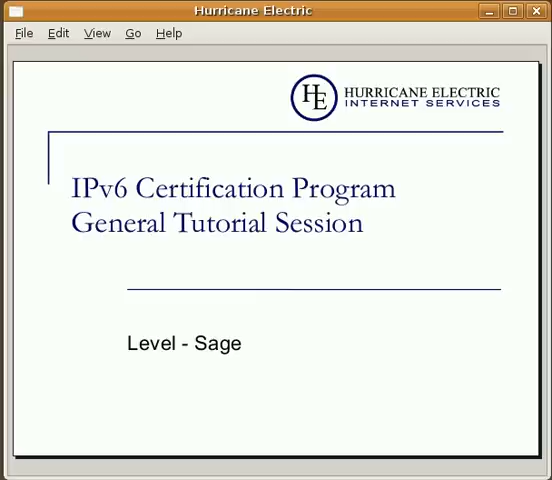 Hurricane Electric
File Edit View Go Help
HE HURRICANE ELECTRIC
INTERNET SERVICES
IPv6 Certification Program
General Tutorial Session
Level - Sage